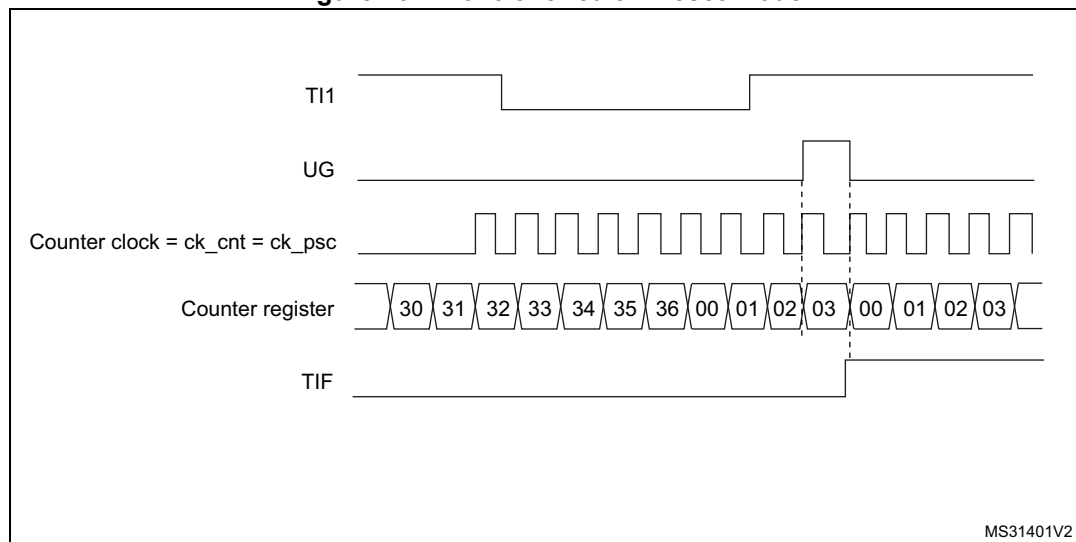 TI1
UG
Counter clock = ck_cnt = ck_psc
Counter register 30 31 32 33 34 35 36 00 01 02 03 00 01 02 03
TIF
MS31401V2